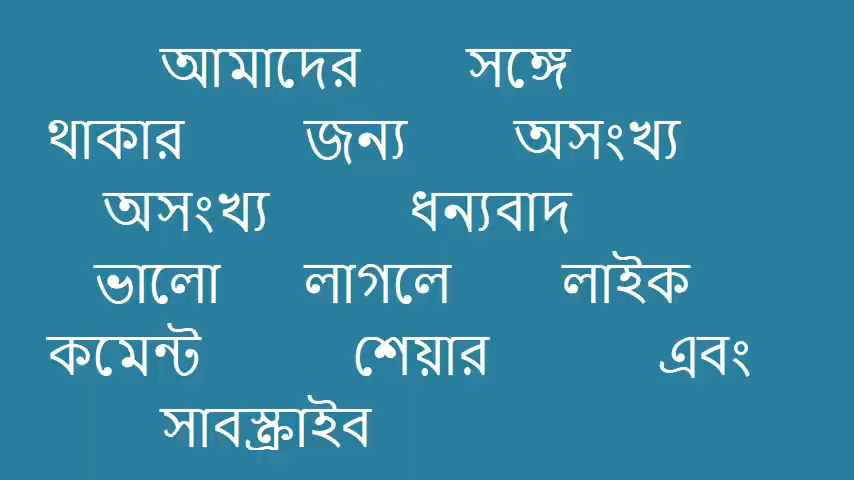 আমাদের সঙ্গে
থাকার জন্য অসংখ্য
অসংখ্য ধন্যবাদ
ভালো লাগলে লাইক
কমেন্ট শেয়ার এবং
সাবস্ক্রাইব